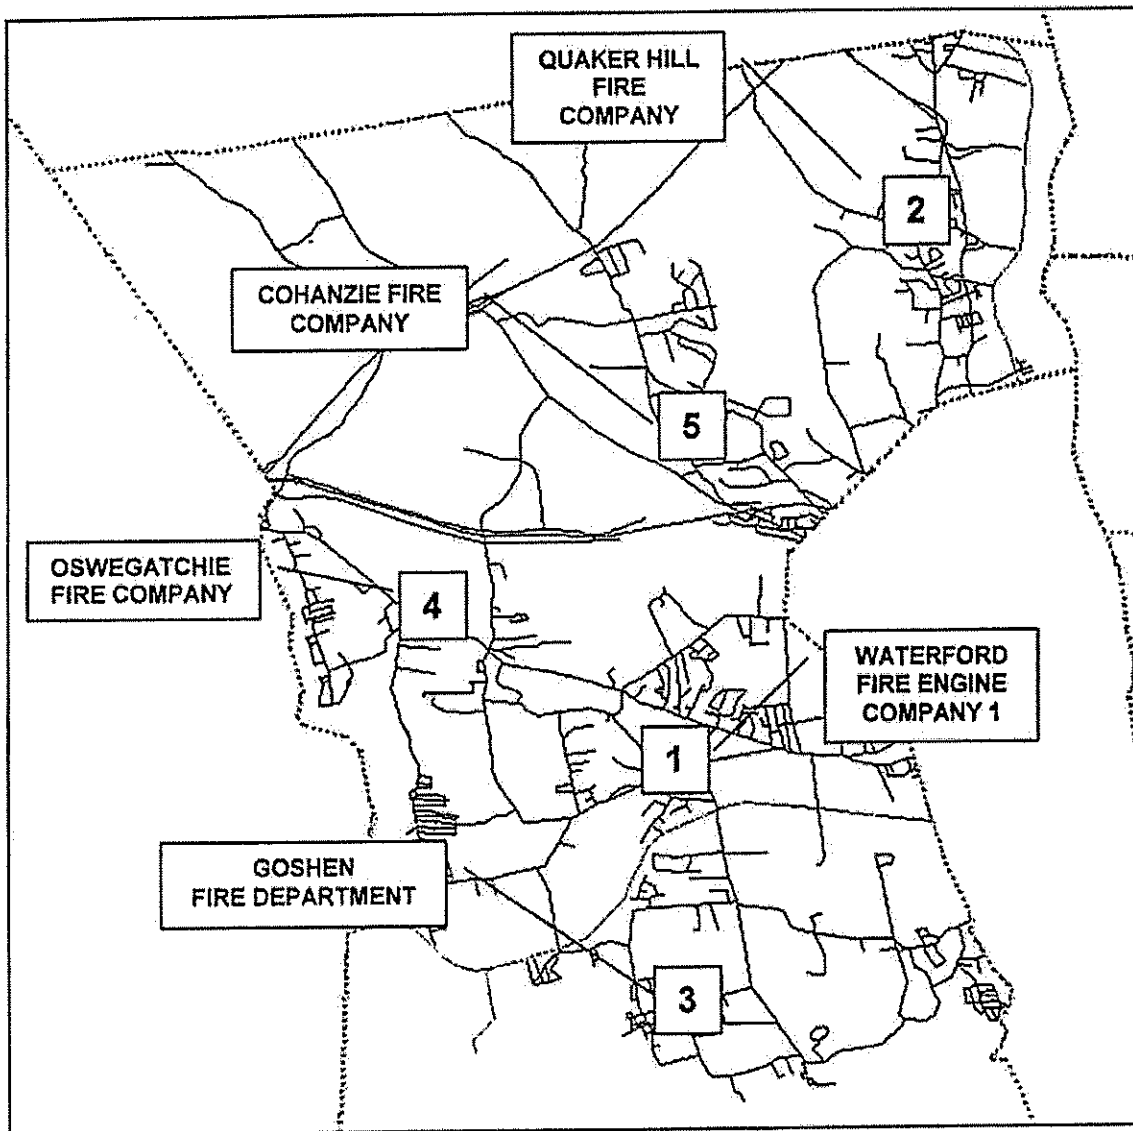 QUAKER HILL
FIRE
COMPANY
2
COHANZIE FIRE
COMPANY
5
OSWEGATCHIE
FIRE COMPANY
4
WATERFORD
FIRE ENGINE
COMPANY 1
1
GOSHEN
FIRE DEPARTMENT
3